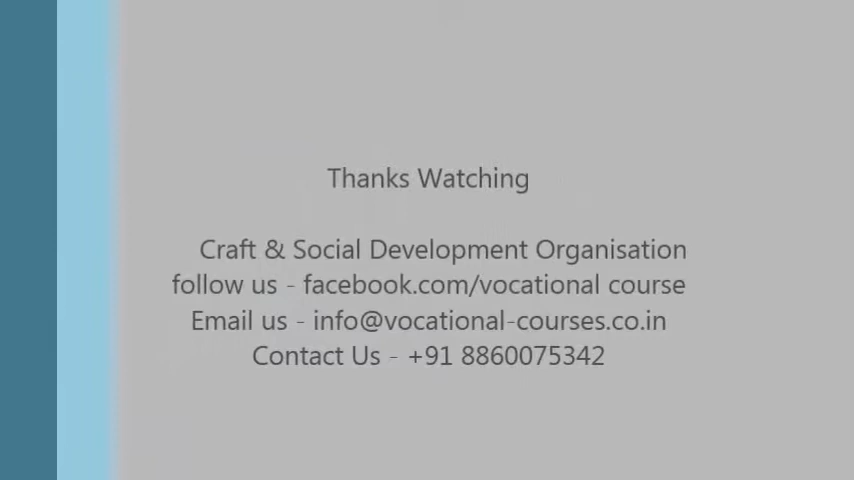 Thanks Watching
Craft & Social Development Organisation
follow us - facebook.com/vocational course
Email us - info@vocational-courses.co.in
Contact Us - +91 8860075342